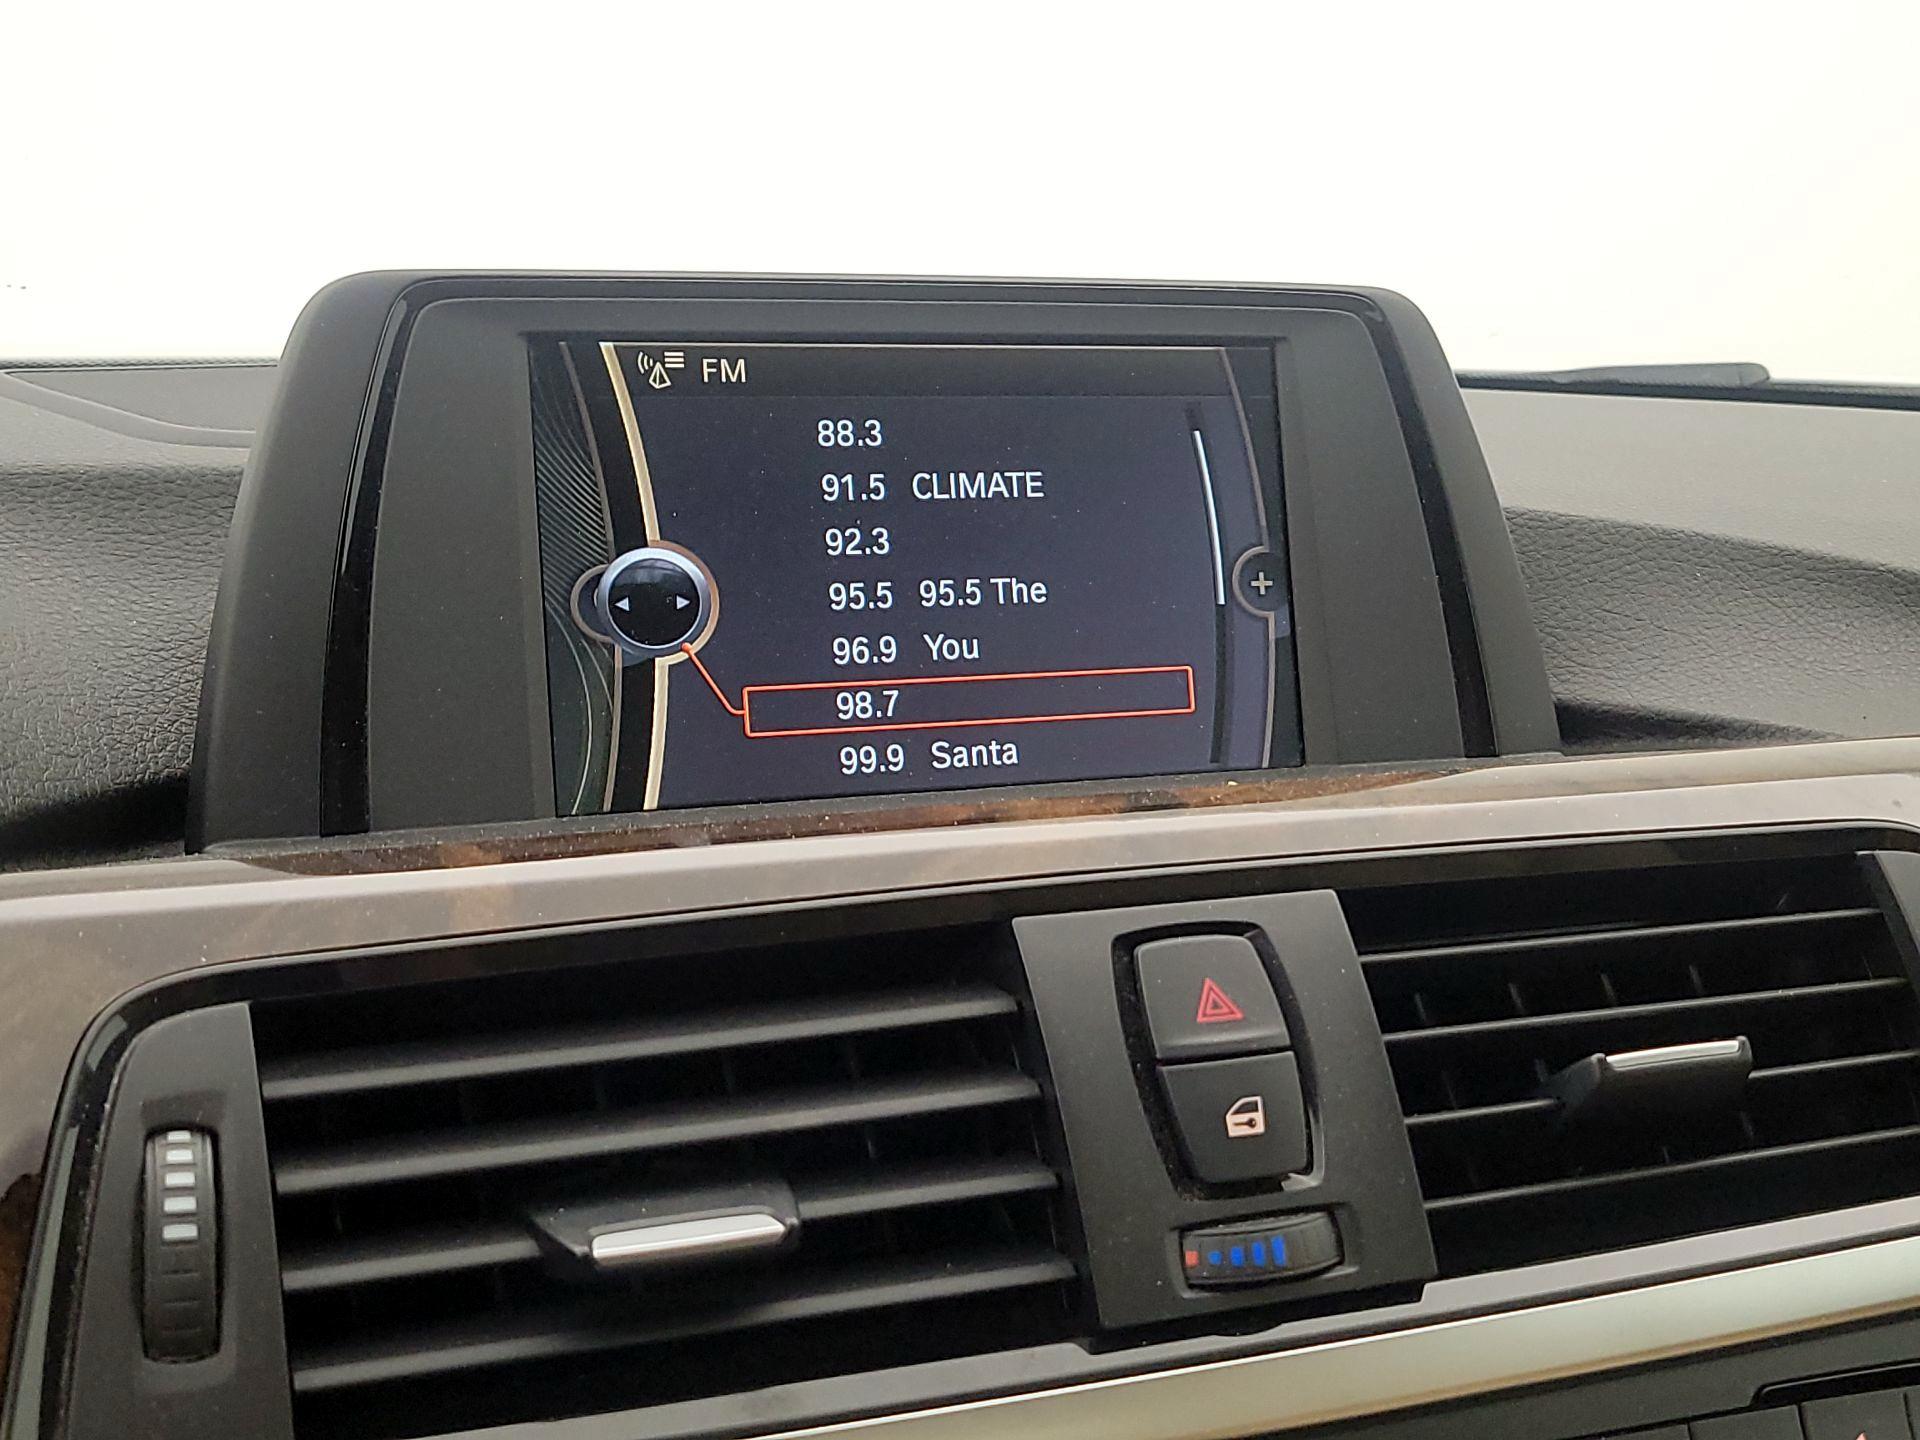 FM
88.3
91.5 CLIMATE
92.3
95.5 95.5 The
96.9 You
98.7
99.9 Santa
+